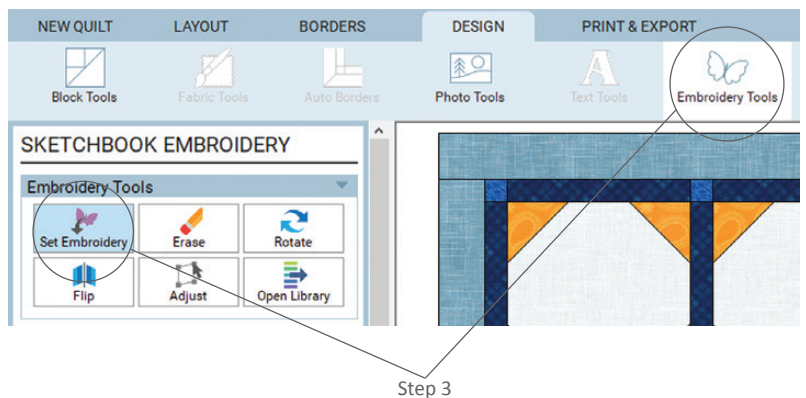 NEW QUILT LAYOUT BORDERS DESIGN PRINT & EXPORT
Block Tools Fabric Tools Auto Borders Photo Tools Text Tools Embroidery Tools
SKETCHBOOK EMBROIDERY
Embroidery Tools
Set Embroidery Erase Rotate
Flip Adjust Open Library
Step 3